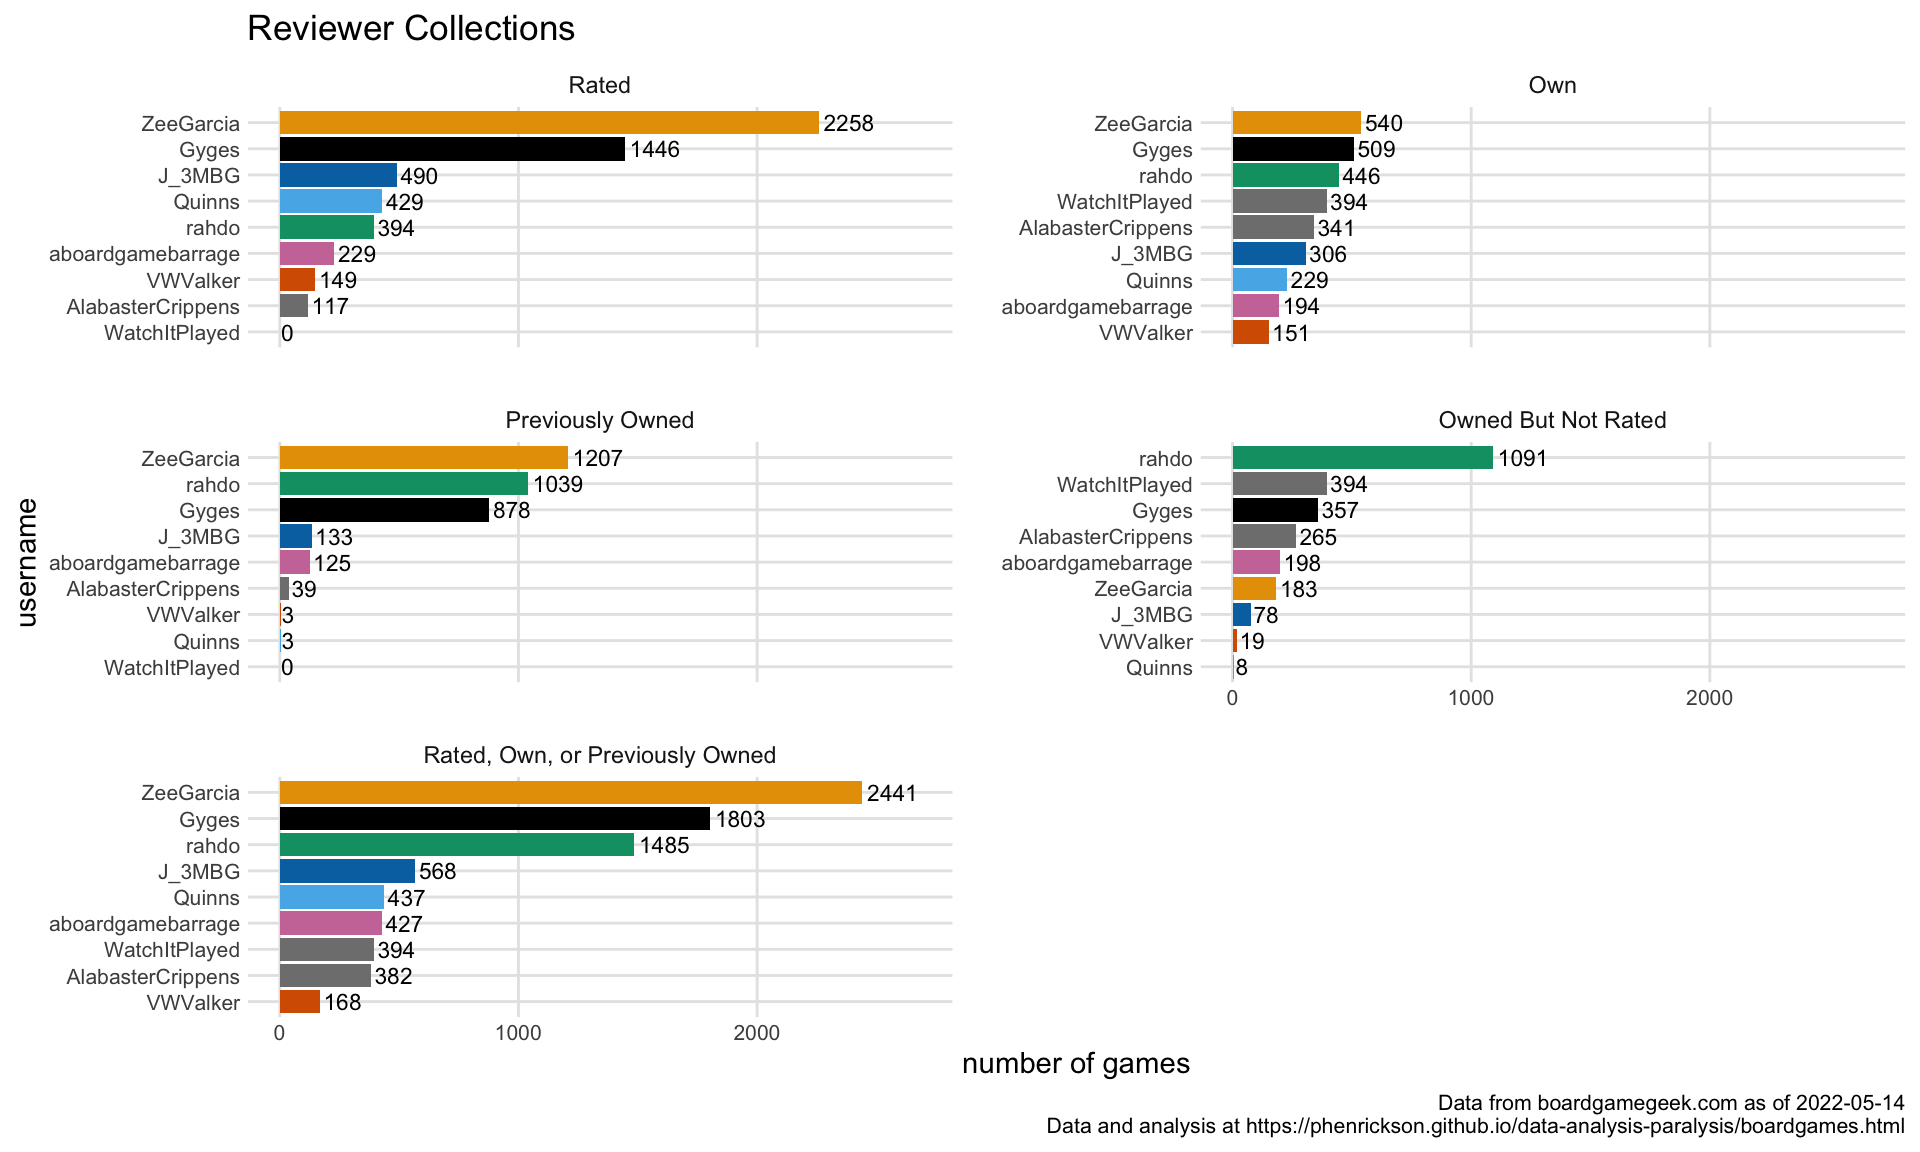 Reviewer Collections
Rated
ZeeGarcia 2258
Gyges 1446
J_3MBG 490
Quinns 429
rahdo 394
aboardgamebarrage 229
VWValker 149
AlabasterCrippens 117
WatchItPlayed 0
Own
ZeeGarcia 540
Gyges 509
rahdo 446
WatchItPlayed 394
AlabasterCrippens 341
J_3MBG 306
Quinns 229
aboardgamebarrage 194
VWValker 151
Previously Owned
ZeeGarcia 1207
rahdo 1039
Gyges 878
J_3MBG 133
aboardgamebarrage 125
AlabasterCrippens 39
VWValker 3
Quinns 3
WatchItPlayed 0
Owned But Not Rated
rahdo 1091
WatchItPlayed 394
Gyges 357
AlabasterCrippens 265
aboardgamebarrage 198
ZeeGarcia 183
J_3MBG 78
VWValker 19
Quinns 8
0 1000 2000
Rated, Own, or Previously Owned
ZeeGarcia 2441
Gyges 1803
rahdo 1485
J_3MBG 568
Quinns 437
aboardgamebarrage 427
WatchItPlayed 394
AlabasterCrippens 382
VWValker 168
0 1000 2000
username
number of games
Data from boardgamegeek.com as of 2022-05-14
Data and analysis at https://phenrickson.github.io/data-analysis-paralysis/boardgames.html